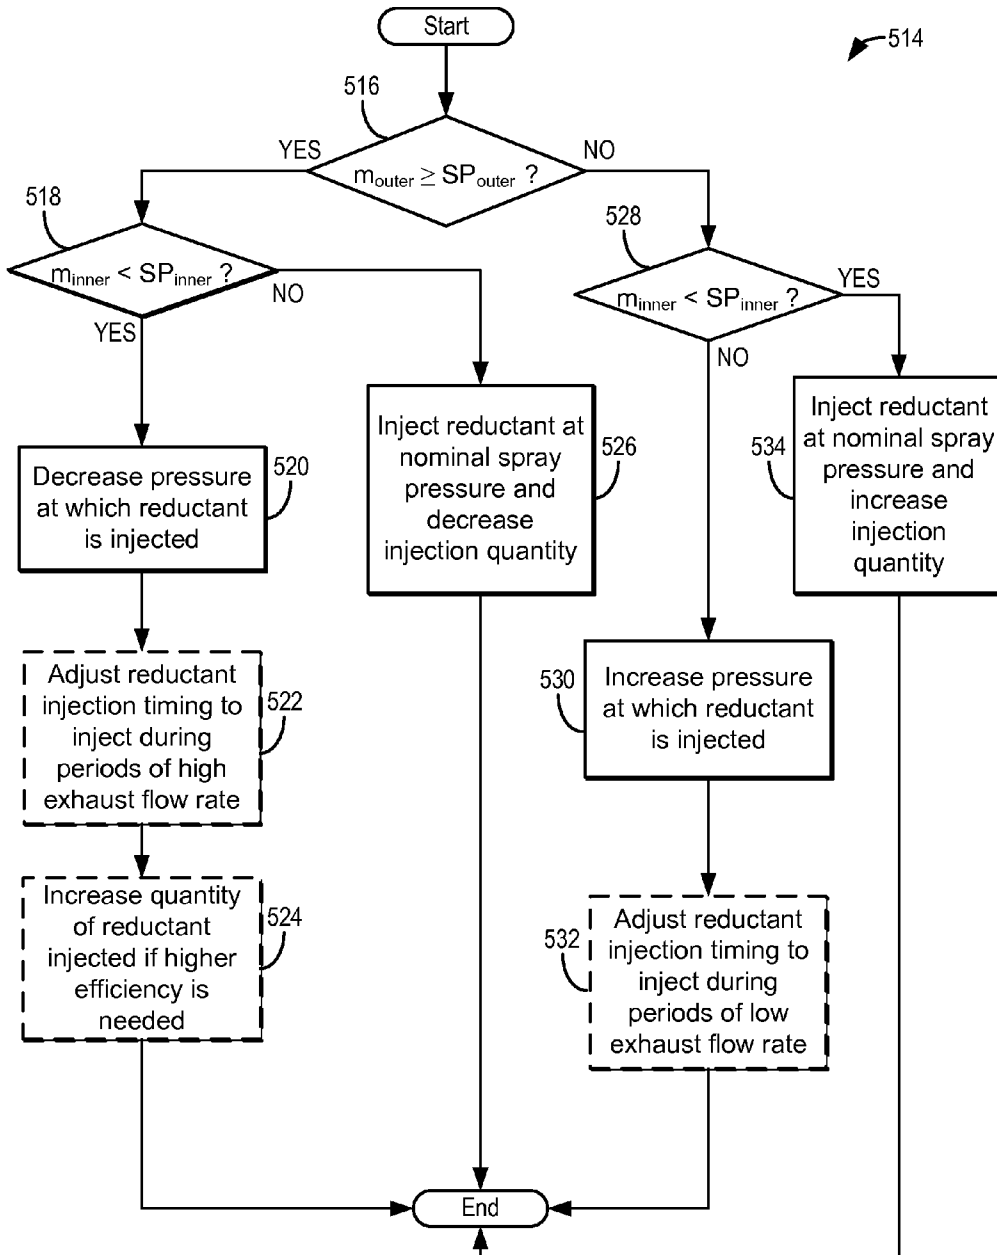 Start
514
516
YES
NO
m_outer ≥ SP_outer ?
518
528
m_inner < SP_inner ?
NO
YES
m_inner < SP_inner ?
YES
NO
Decrease pressure
at which reductant
is injected
520
Inject reductant at
nominal spray
pressure and
decrease
injection quantity
526
534
Inject reductant
at nominal spray
pressure and
increase
injection
quantity
Adjust reductant
injection timing to
inject during
periods of high
exhaust flow rate
522
530
Increase pressure
at which reductant
is injected
Increase quantity
of reductant
injected if higher
efficiency is
needed
524
532
Adjust reductant
injection timing to
inject during
periods of low
exhaust flow rate
End